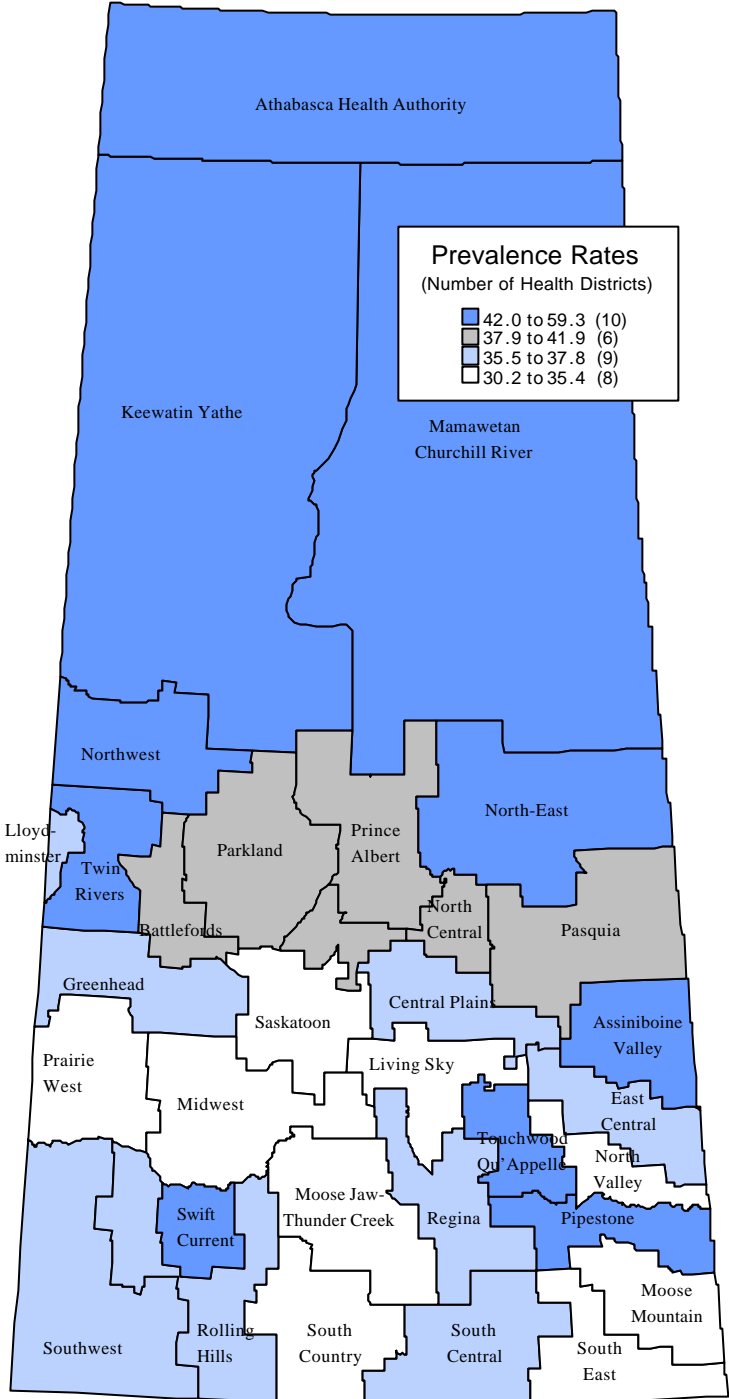 Athabasca Health Authority
Prevalence Rates
(Number of Health Districts)
42.0 to 59.3 (10)
37.9 to 41.9 (6)
35.5 to 37.8 (9)
30.2 to 35.4 (8)
Keewatin Yathe
Mamawetan
Churchill River
Northwest
North-East
Lloyd-
minster
Twin
Rivers
Parkland
Prince
Albert
Battlefords
North
Central
Pasquia
Greenhead
Central Plains
Saskatoon
Assiniboine
Valley
Prairie
West
Living Sky
Midwest
East
Central
Touchwood
Qu'Appelle
North
Valley
Swift
Current
Moose Jaw-
Thunder Creek
Regina
Pipestone
Moose
Mountain
Southwest
Rolling
Hills
South
Country
South
Central
South
East